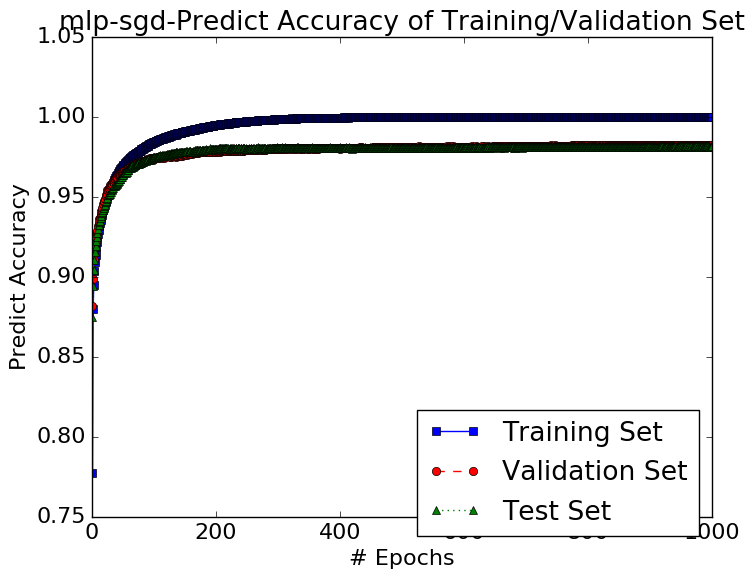 mlp-sgd-Predict Accuracy of Training/Validation Set
1.05
1.00
0.95
0.90
0.85
0.80
0.75
Predict Accuracy
Training Set
Validation Set
Test Set
0 200 400 1000
# Epochs